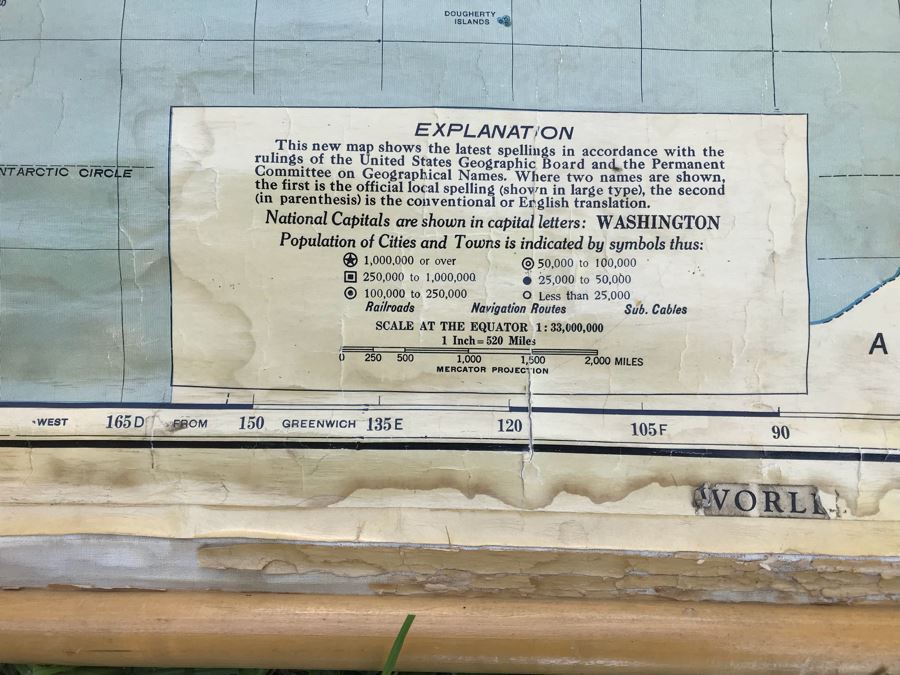 DOUGHERTY
ISLANDS
NTARCTIC CIRCLE
EXPLANATION
This new map shows the latest spellings in accordance with the
rulings of the United States Geographic Board and the Permanent
Committee on Geographical Names. Where two names are shown,
the first is the official local spelling (shown in large type), the second
(in parenthesis) is the conventional or English translation.
National Capitals are shown in capital letters: WASHINGTON
Population of Cities and Towns is indicated by symbols thus:
1,000,000 or over
50,000 to 100,000
250,000 to 1,000,000
25,000 to 50,000
100,000 to 250,000
Less than 25,000
Railroads Navigation Routes Sub. Cables
SCALE AT THE EQUATOR 1:33,000,000
1 Inch=520 Miles
0 250 500 1,000 1,500 2,000 MILES
MERCATOR PROJECTION
A
WEST 165 D FROM 150 GREENWICH 135 E 120 105 F 90
WORL